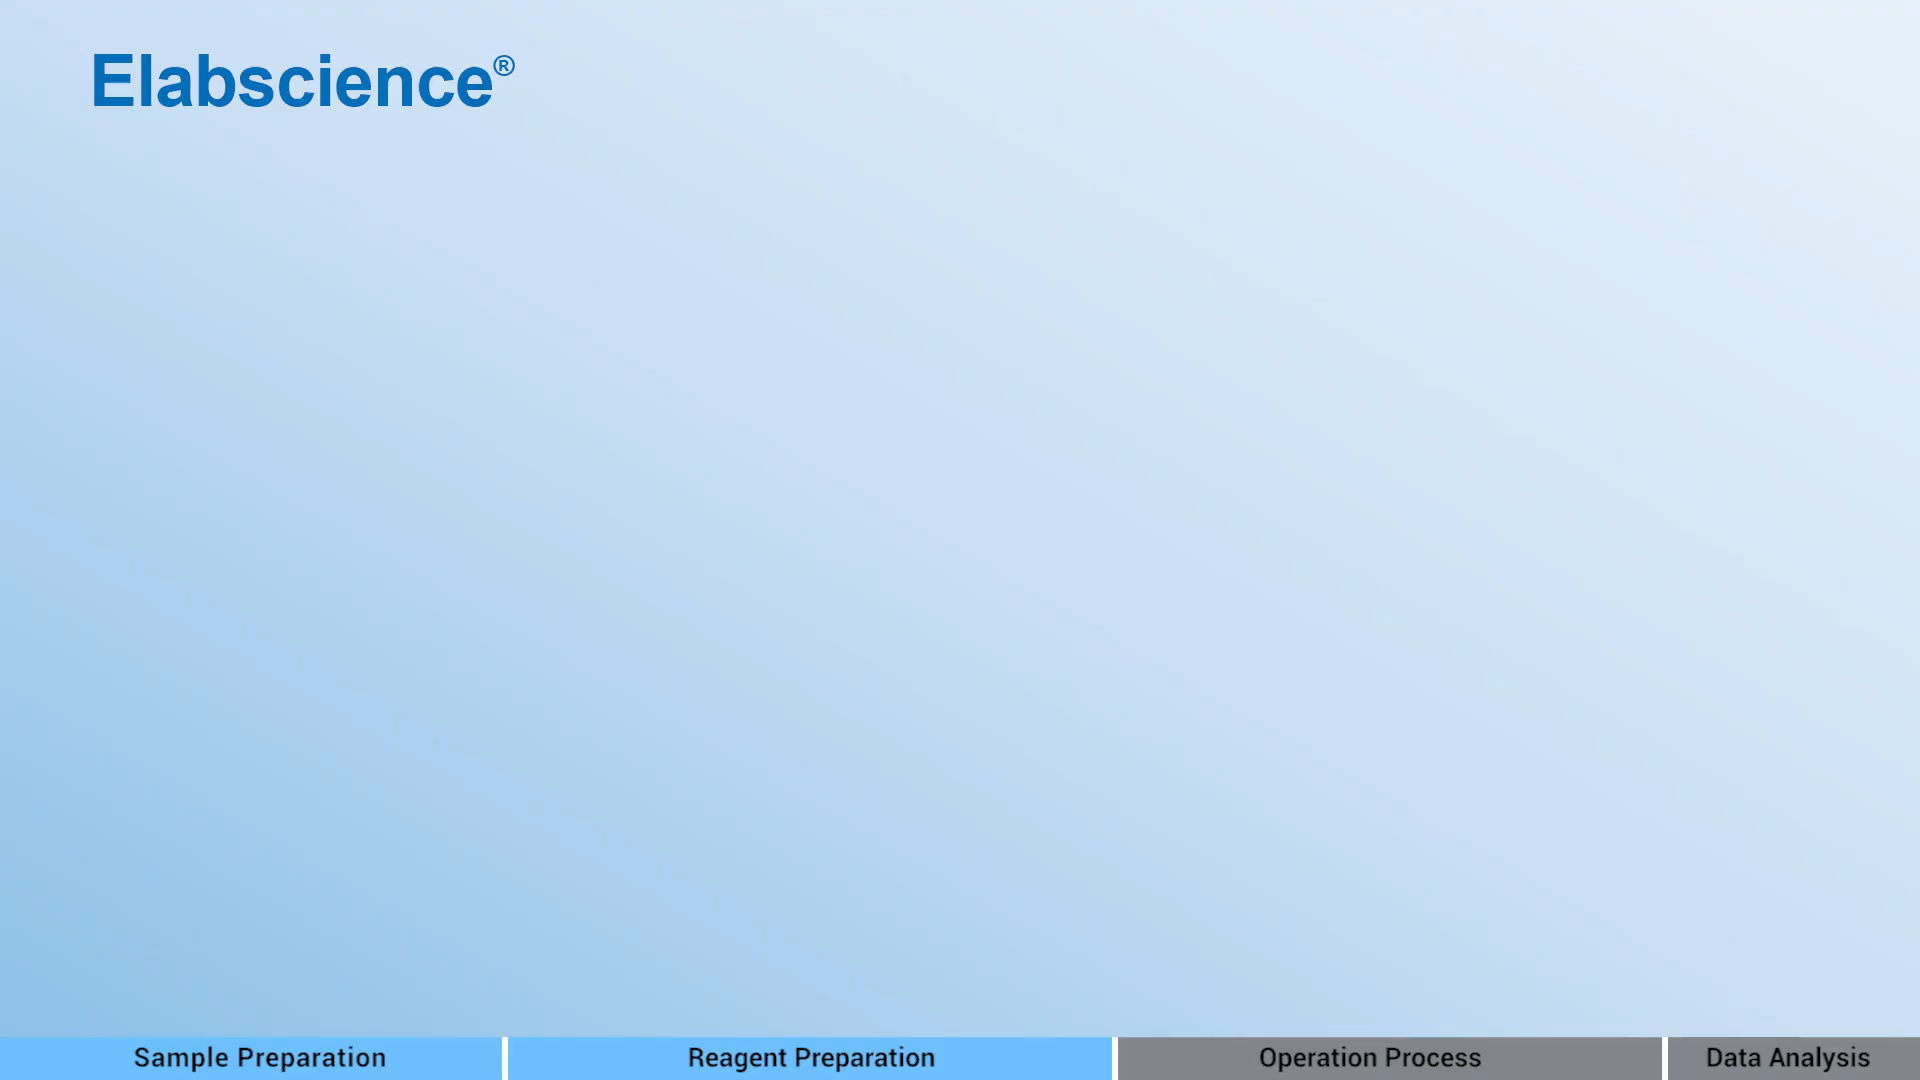 Elabscience®
Sample Preparation
Reagent Preparation
Operation Process
Data Analysis